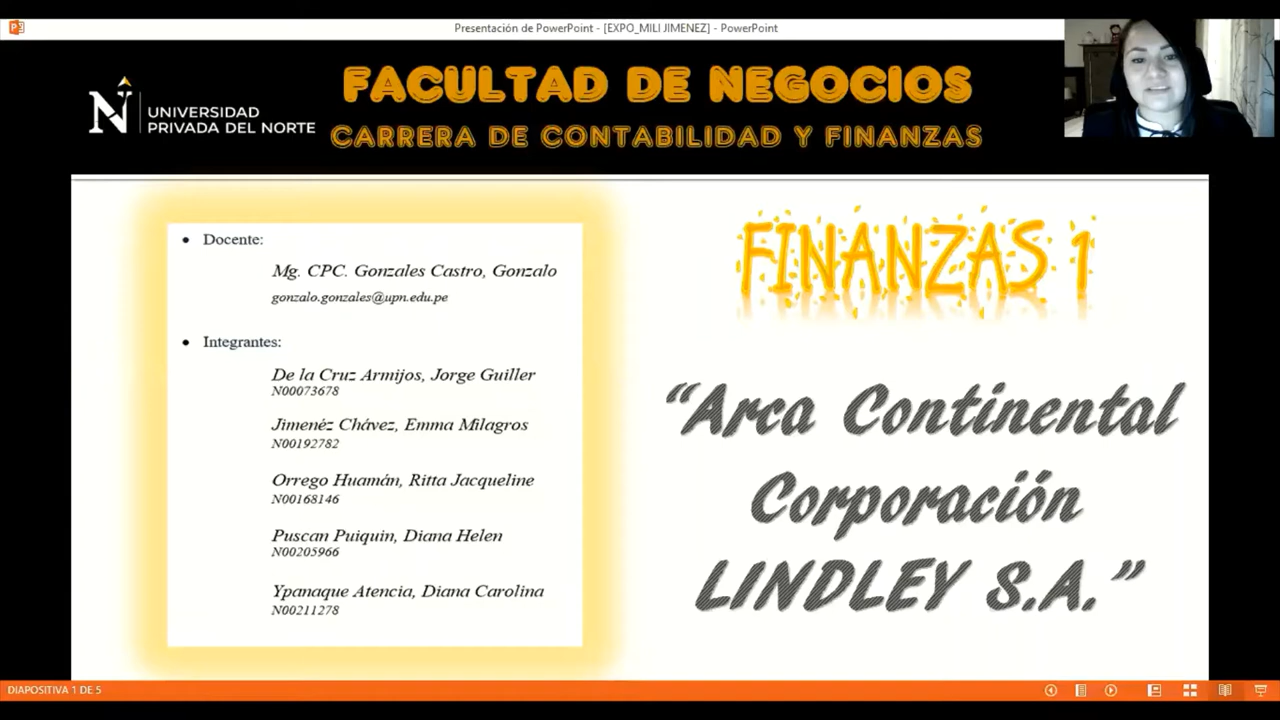 Presentación de PowerPoint - [EXPO_MILI JIMENEZ] - PowerPoint
FACULTAD DE NEGOCIOS
CARRERA DE CONTABILIDAD Y FINANZAS
UNIVERSIDAD
PRIVADA DEL NORTE
• Docente:
Mg. CPC. Gonzales Castro, Gonzalo
gonzalo.gonzales@upn.edu.pe
• Integrantes:
De la Cruz Armijos, Jorge Guiller
N00073678
Jimenéz Chávez, Emma Milagros
N00192782
Orrego Huamán, Ritta Jacqueline
N00168146
Puscan Puiquin, Diana Helen
N00205966
Ypanaque Atencia, Diana Carolina
N00211278
FINANZAS 1
“Arca Continental
Corporación
LINDLEY S.A.”
DIAPOSITIVA 1 DE 5